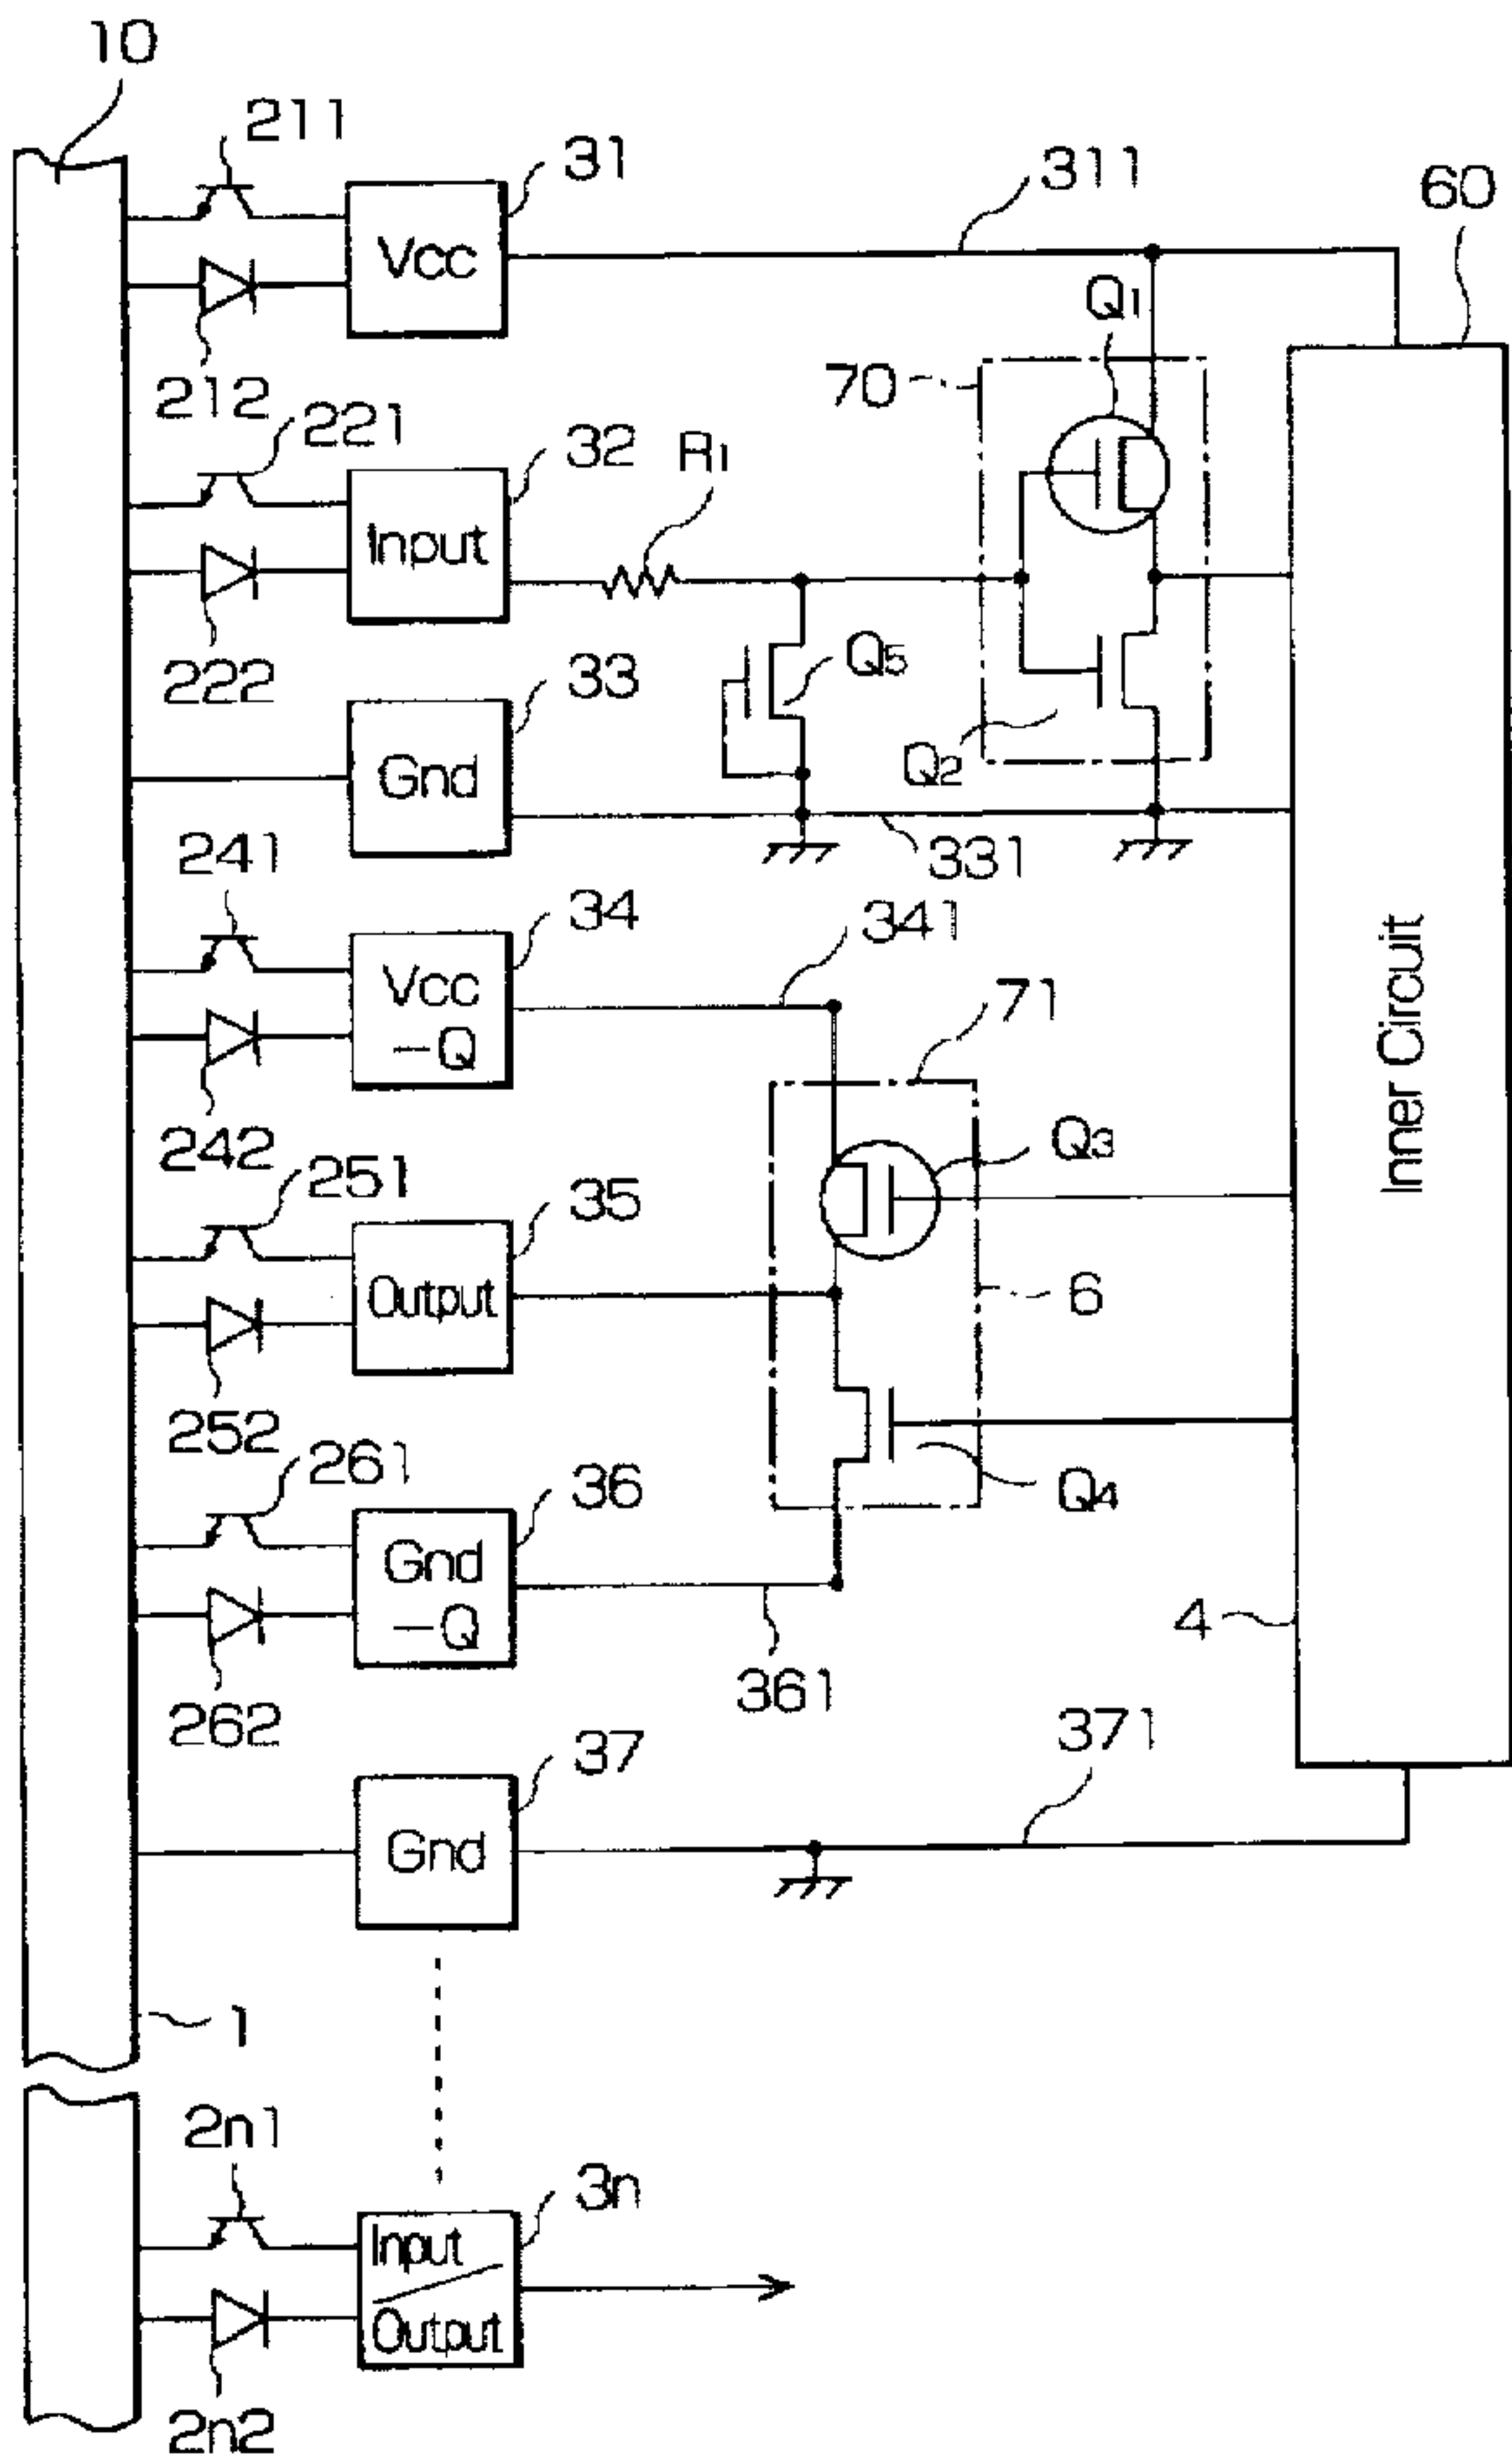 10
211
31
311
60
Vcc
Q1
212
70
221
32
R1
Input
222
33
Q5
Gnd
Q2
241
331
34
341
Vcc
-Q
71
Inner Circuit
242
Q3
251
35
Output
6
252
261
36
Q4
Gnd
-Q
4
262
361
37
371
Gnd
1
2n1
3n
Input
Output
2n2